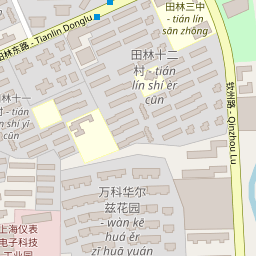 田林三中
- tián lín
sān zhōng
田林东路 - Tianlin Donglu
田林十二
村 - tián
lín shí èr
cūn
钦州路 - Qinzhou Lu
田林十一
- tián
lín shí yī
cūn
万科华尔
兹花园
- wàn kē
huá ěr
zī huā yuán
上海仪表
电子科技
工业园